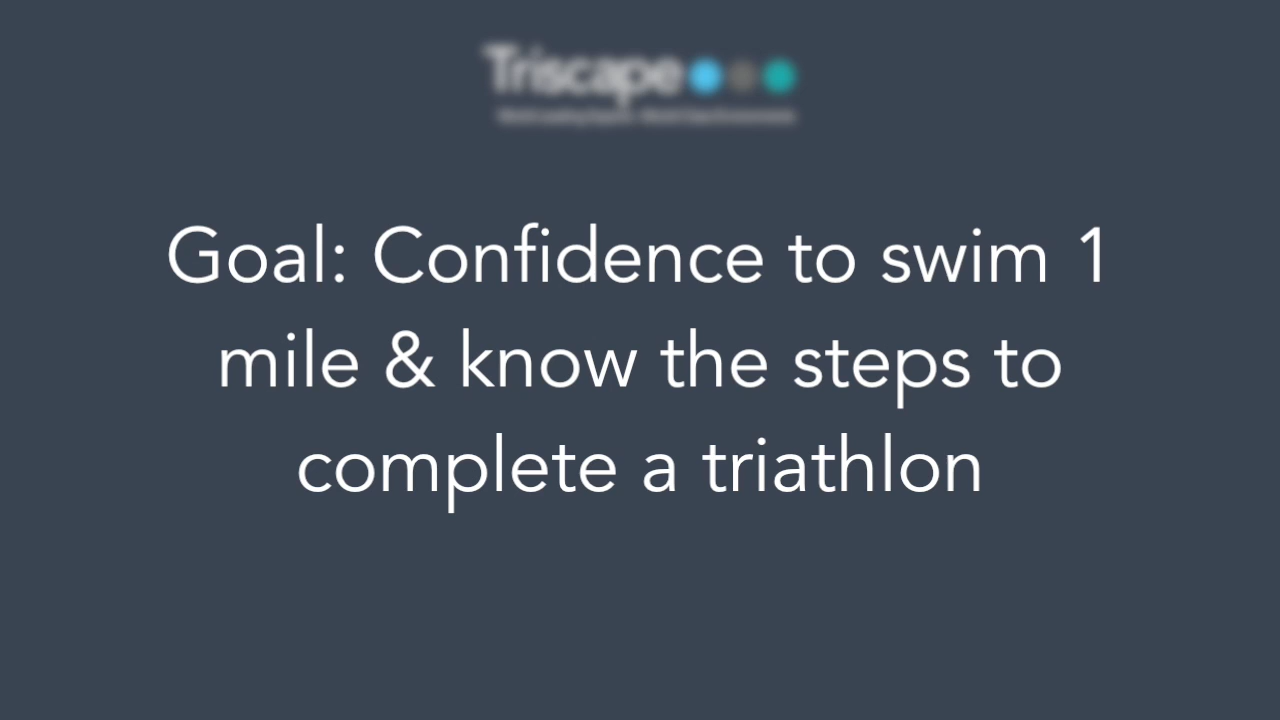 Triscape
Goal: Confidence to swim 1
mile & know the steps to
complete a triathlon